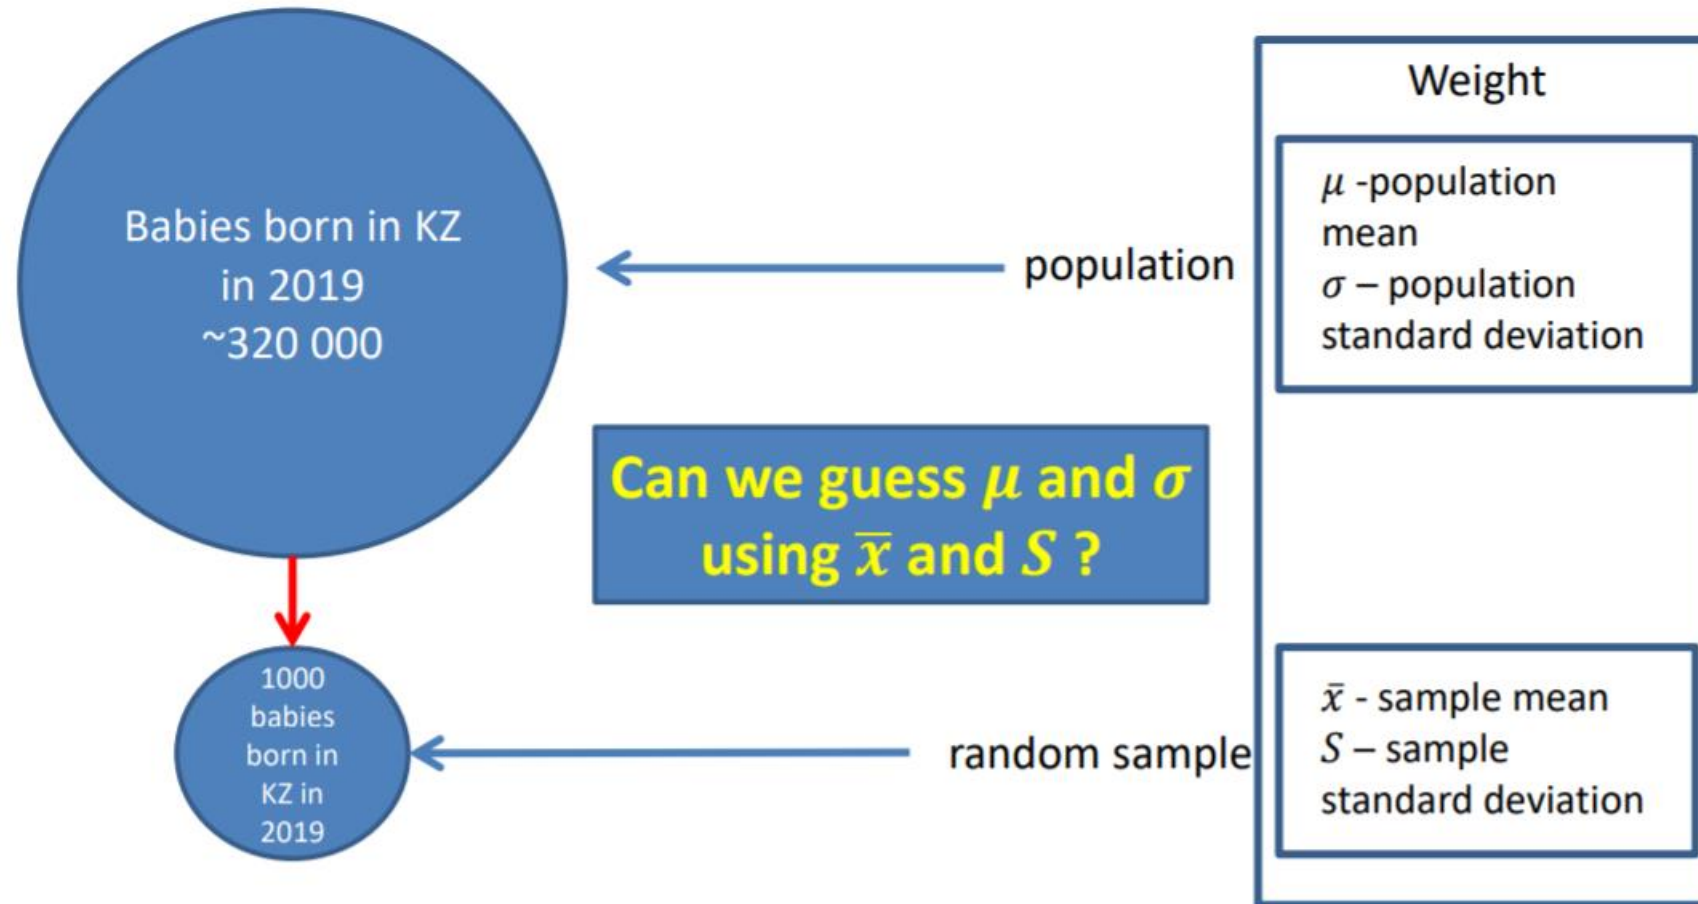 Babies born in KZ
in 2019
~320 000
population
Weight
μ -population
mean
σ – population
standard deviation
Can we guess μ and σ
using x̄ and S ?
1000
babies
born in
KZ in
2019
random sample
x̄ - sample mean
S – sample
standard deviation